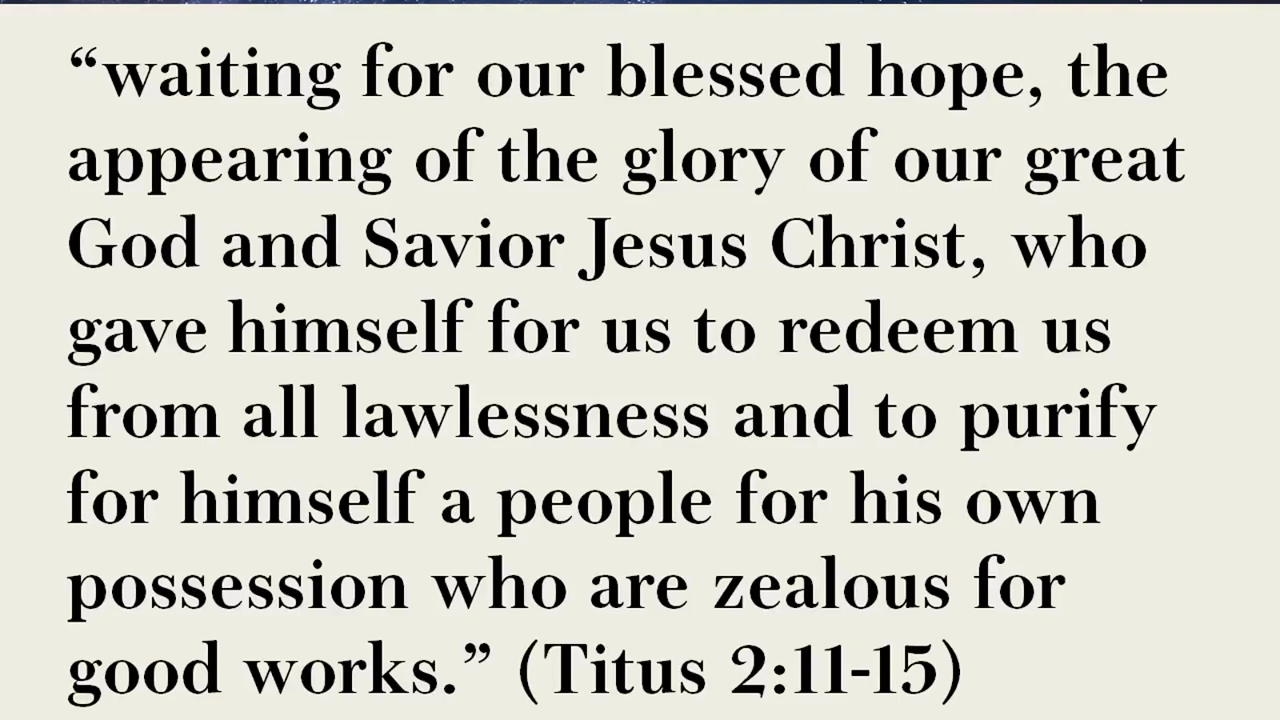 “waiting for our blessed hope, the
appearing of the glory of our great
God and Savior Jesus Christ, who
gave himself for us to redeem us
from all lawlessness and to purify
for himself a people for his own
possession who are zealous for
good works.” (Titus 2:11-15)